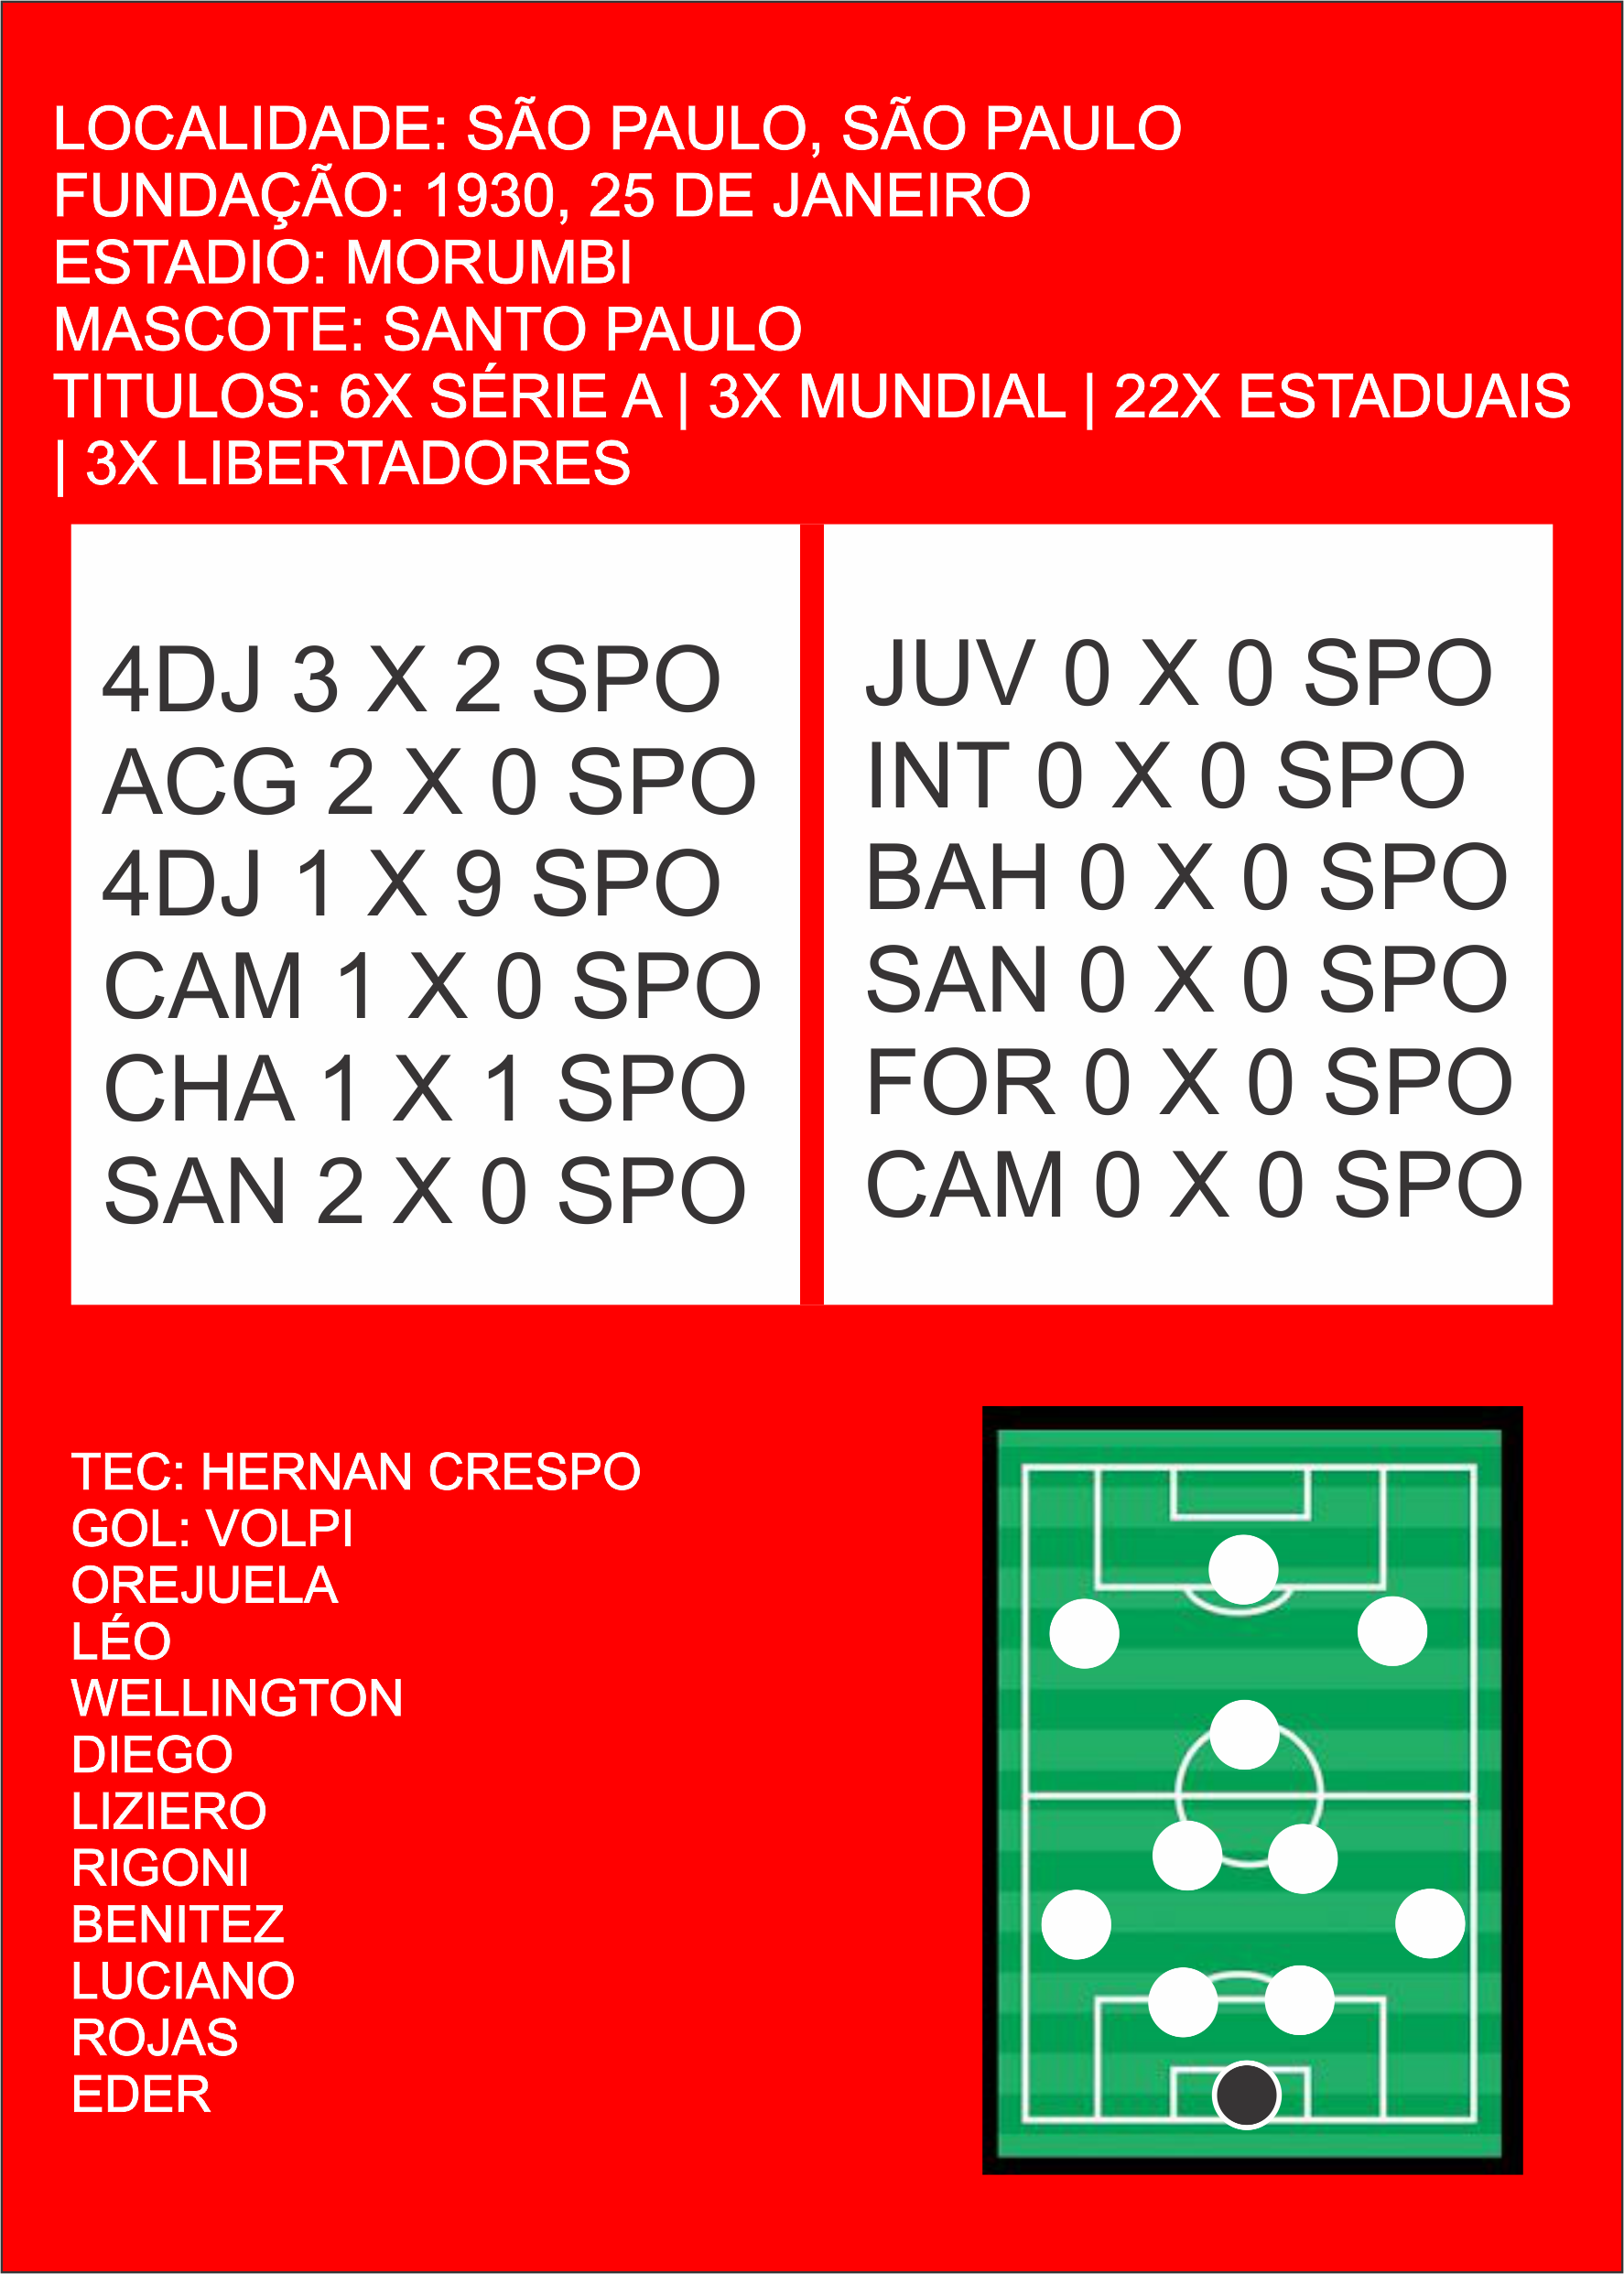 LOCALIDADE: SÃO PAULO, SÃO PAULO
FUNDAÇÃO: 1930, 25 DE JANEIRO
ESTADIO: MORUMBI
MASCOTE: SANTO PAULO
TITULOS: 6X SÉRIE A | 3X MUNDIAL | 22X ESTADUAIS
| 3X LIBERTADORES
4DJ 3 X 2 SPO
ACG 2 X 0 SPO
4DJ 1 X 9 SPO
CAM 1 X 0 SPO
CHA 1 X 1 SPO
SAN 2 X 0 SPO
JUV 0 X 0 SPO
INT 0 X 0 SPO
BAH 0 X 0 SPO
SAN 0 X 0 SPO
FOR 0 X 0 SPO
CAM 0 X 0 SPO
TEC: HERNAN CRESPO
GOL: VOLPI
OREJUELA
LÉO
WELLINGTON
DIEGO
LIZIERO
RIGONI
BENITEZ
LUCIANO
ROJAS
EDER